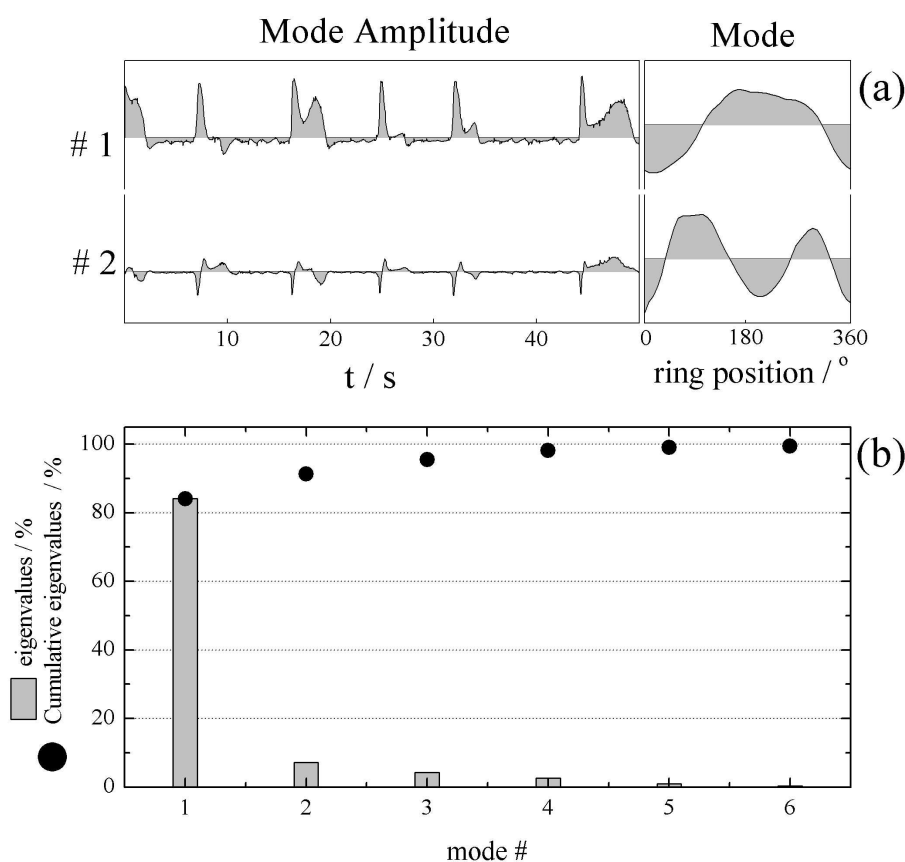 Mode Amplitude
Mode
(a)
# 1
# 2
10
20
30
40
0
180
360
t / s
ring position / °
(b)
100
80
60
40
20
0
1
2
3
4
5
6
mode #
eigenvalues / %
Cumulative eigenvalues / %